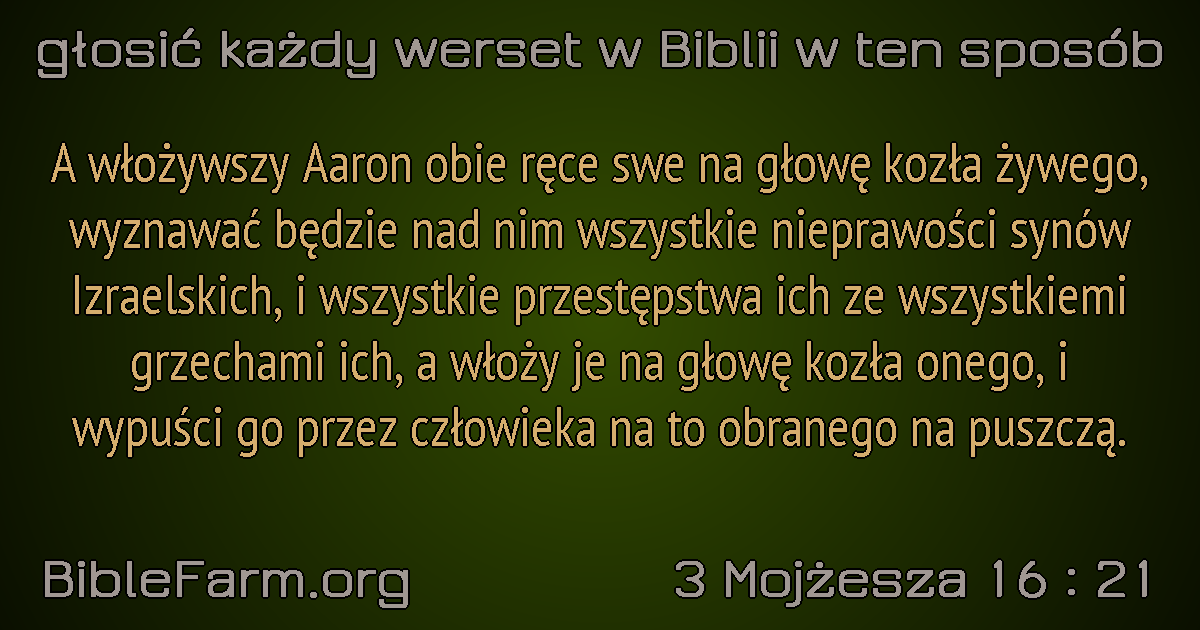 głosić każdy werset w Biblii w ten sposób
A włożywszy Aaron obie ręce swe na głowę kozła żywego,
wyznawać będzie nad nim wszystkie nieprawości synów
Izraelskich, i wszystkie przestępstwa ich ze wszystkiemi
grzechami ich, a włoży je na głowę kozła onego, i
wypuści go przez człowieka na to obranego na puszczą.
BibleFarm.org
3 Mojżesza 16 : 21